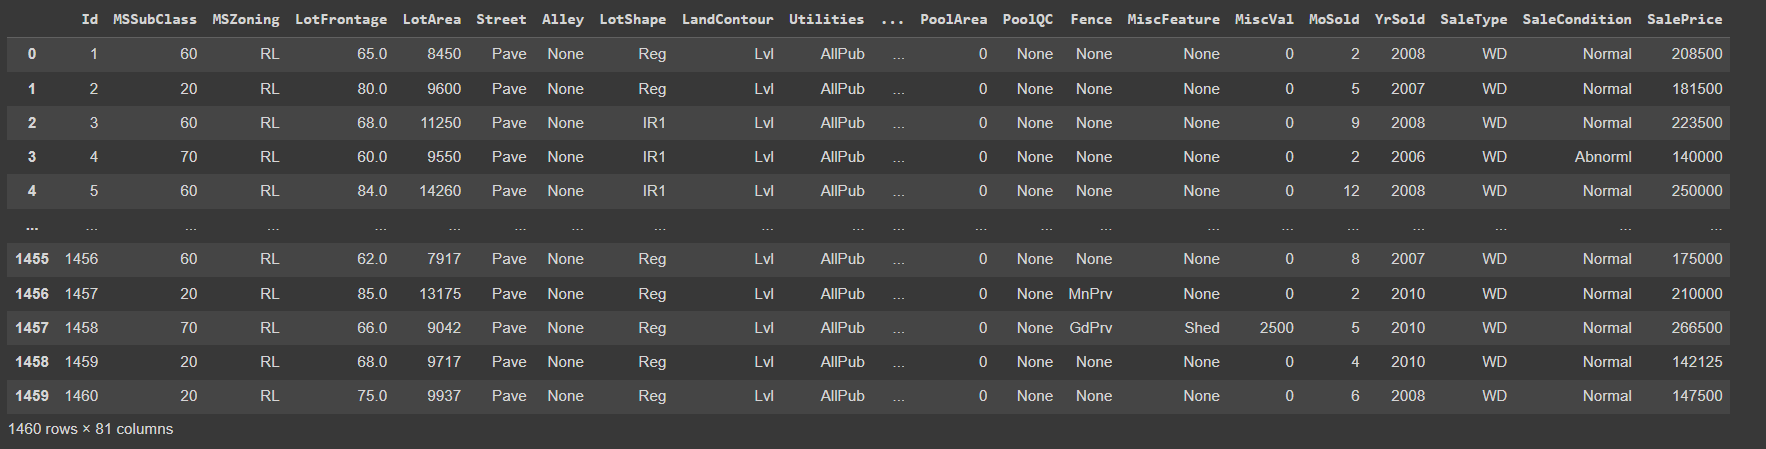 Id MSSubClass MSZoning LotFrontage LotArea Street Alley LotShape LandContour Utilities ... PoolArea PoolQC Fence MiscFeature MiscVal MoSold YrSold SaleType SaleCondition SalePrice
0 1 60 RL 65.0 8450 Pave None Reg Lvl AllPub ... 0 None None None 0 2 2008 WD Normal 208500
1 2 20 RL 80.0 9600 Pave None Reg Lvl AllPub ... 0 None None None 0 5 2007 WD Normal 181500
2 3 60 RL 68.0 11250 Pave None IR1 Lvl AllPub ... 0 None None None 0 9 2008 WD Normal 223500
3 4 70 RL 60.0 9550 Pave None IR1 Lvl AllPub ... 0 None None None 0 2 2006 WD Abnorml 140000
4 5 60 RL 84.0 14260 Pave None IR1 Lvl AllPub ... 0 None None None 0 12 2008 WD Normal 250000
... ... ... ... ... ... ... ... ... ... ... ... ... ... ... ... ... ... ... ... ... ...
1455 1456 60 RL 62.0 7917 Pave None Reg Lvl AllPub ... 0 None None None 0 8 2007 WD Normal 175000
1456 1457 20 RL 85.0 13175 Pave None Reg Lvl AllPub ... 0 None MnPrv None 0 2 2010 WD Normal 210000
1457 1458 70 RL 66.0 9042 Pave None Reg Lvl AllPub ... 0 None GdPrv Shed 2500 5 2010 WD Normal 266500
1458 1459 20 RL 68.0 9717 Pave None Reg Lvl AllPub ... 0 None None None 0 4 2010 WD Normal 142125
1459 1460 20 RL 75.0 9937 Pave None Reg Lvl AllPub ... 0 None None None 0 6 2008 WD Normal 147500
1460 rows × 81 columns